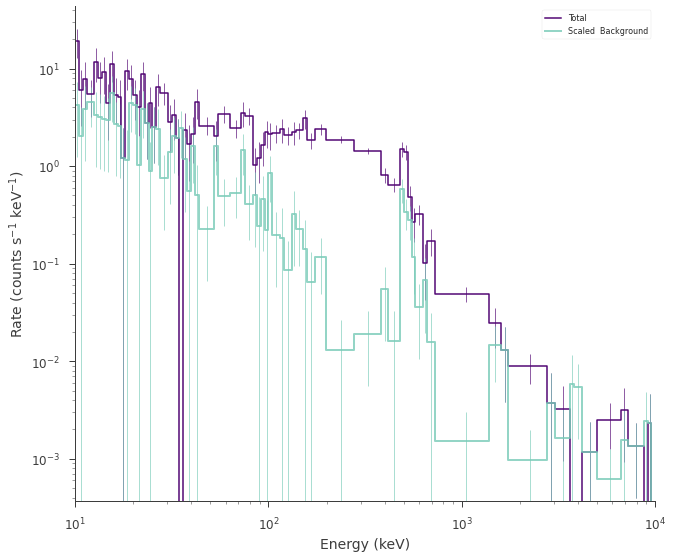 Total
Scaled Background
10¹
10⁰
10⁻¹
10⁻²
10⁻³
Rate (counts s⁻¹ keV⁻¹)
10¹ 10² 10³ 10⁴
Energy (keV)